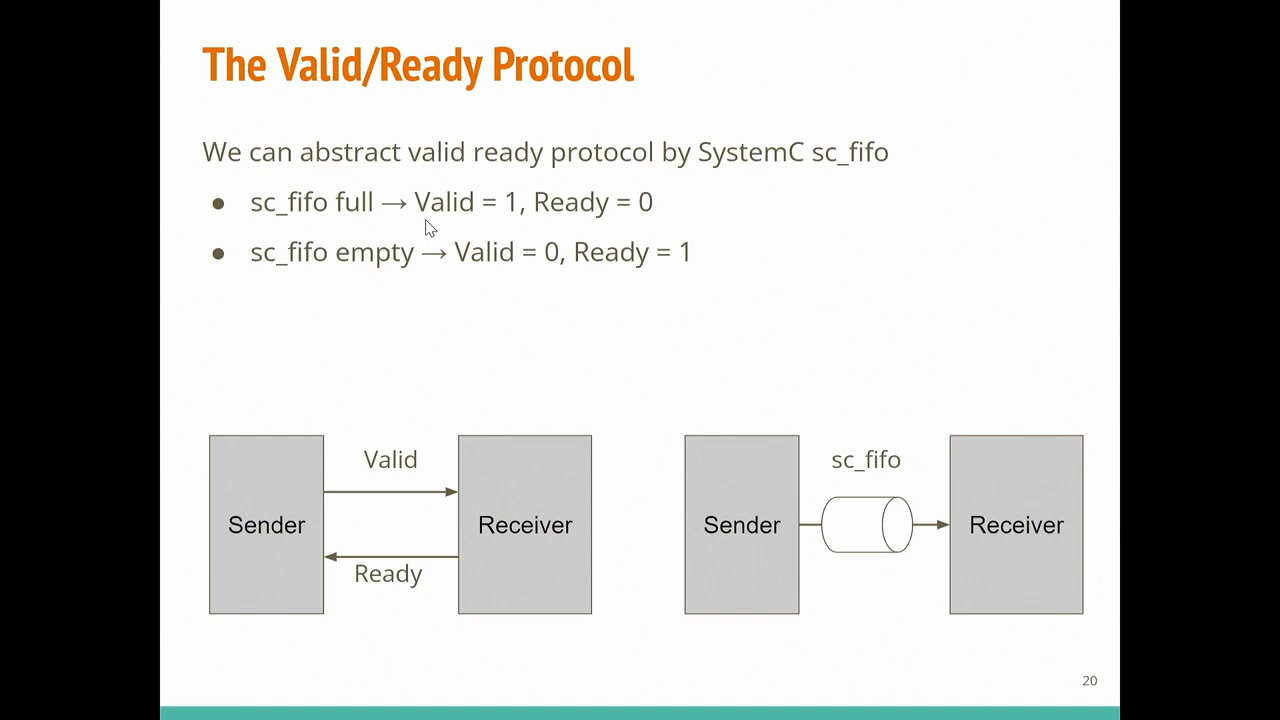 The Valid/Ready Protocol
We can abstract valid ready protocol by SystemC sc_fifo
● sc_fifo full → Valid = 1, Ready = 0
● sc_fifo empty → Valid = 0, Ready = 1
Valid
Sender
Receiver
Ready
sc_fifo
Sender
Receiver
20